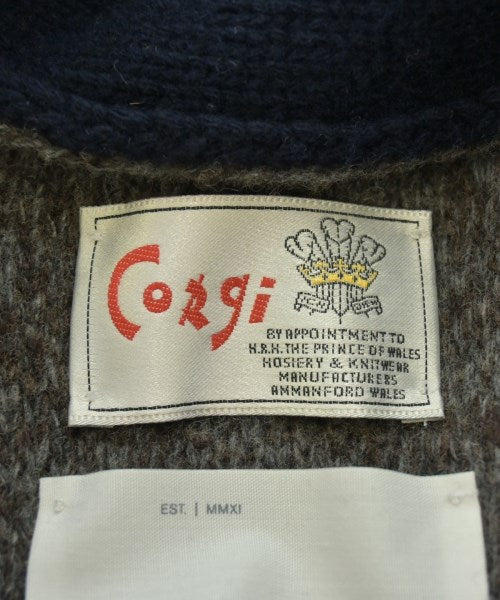 Corgi
BY APPOINTMENT TO
H.R.H. THE PRINCE OF WALES
HOSIERY & KNITWEAR
MANUFACTURERS
AMMANFORD WALES
EST. | MMXI